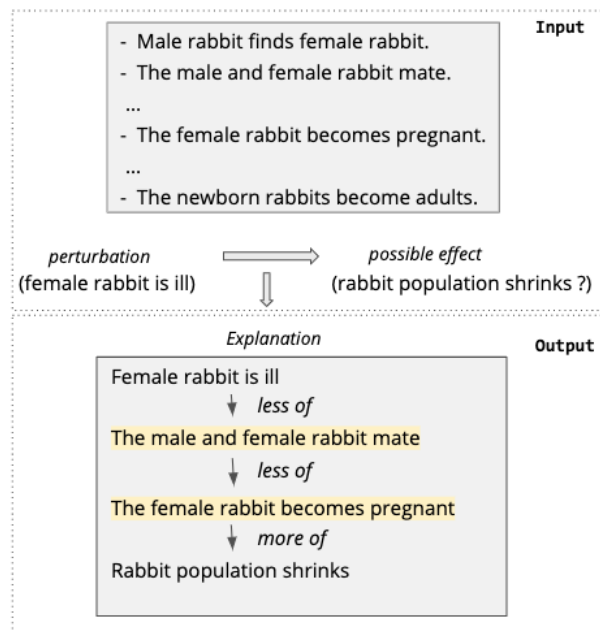 Input
- Male rabbit finds female rabbit.
- The male and female rabbit mate.
...
- The female rabbit becomes pregnant.
...
- The newborn rabbits become adults.
perturbation
possible effect
(female rabbit is ill)
(rabbit population shrinks ?)
Explanation
Output
Female rabbit is ill
less of
The male and female rabbit mate
less of
The female rabbit becomes pregnant
more of
Rabbit population shrinks